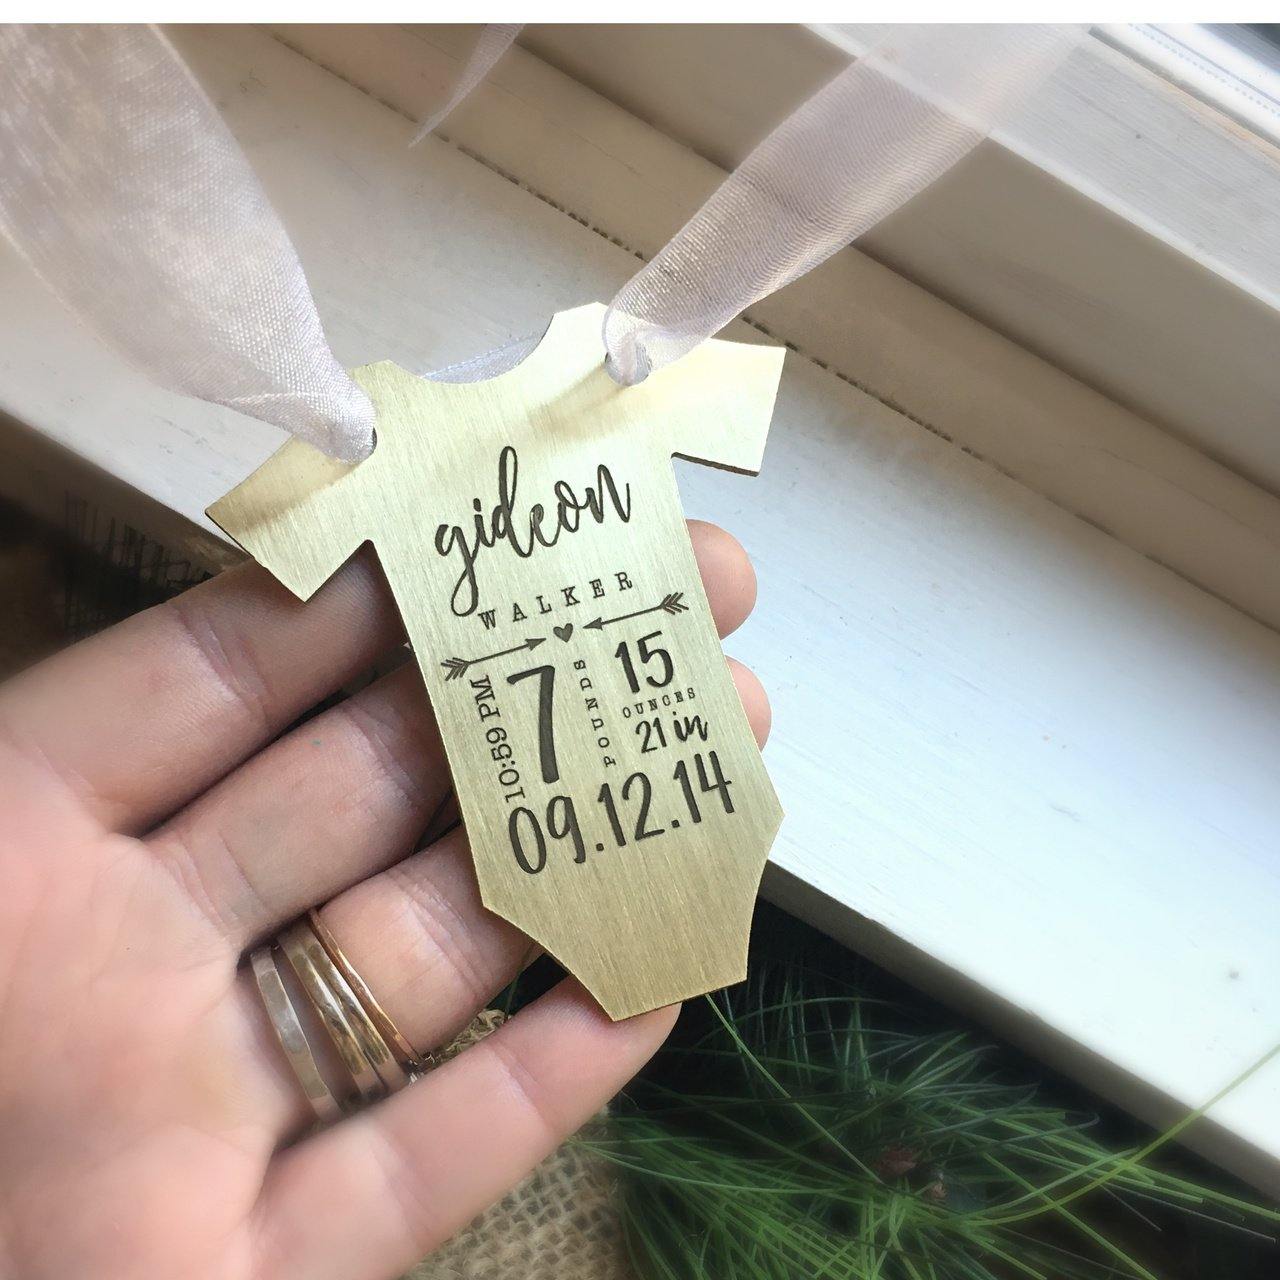 gideon
WALKER
10:59 PM
7
POUNDS
15
OUNCES
21 in
09.12.14